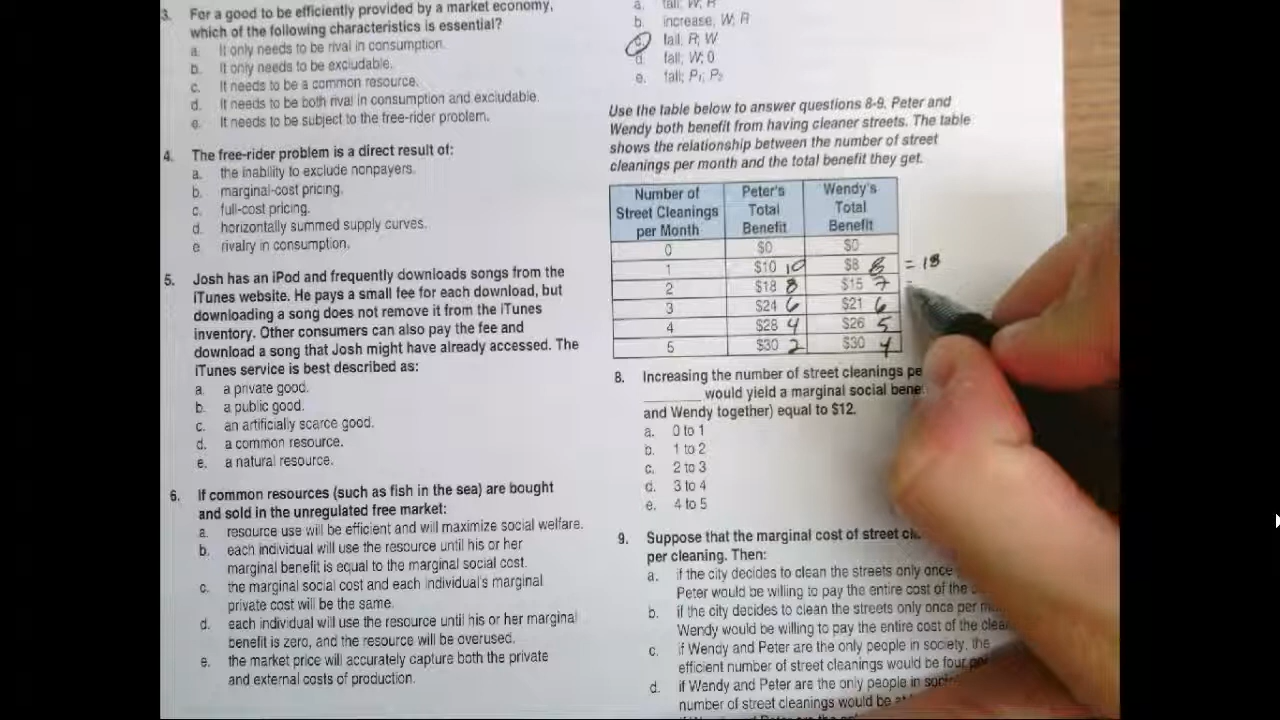 3. For a good to be efficiently provided by a market economy,
which of the following characteristics is essential?
a. It only needs to be rival in consumption.
b. It only needs to be excludable.
c. It needs to be a common resource.
d. It needs to be both rival in consumption and excludable.
e. It needs to be subject to the free-rider problem.
4. The free-rider problem is a direct result of:
a. the inability to exclude nonpayers.
b. marginal-cost pricing.
c. full-cost pricing.
d. horizontally summed supply curves.
e. rivalry in consumption.
5. Josh has an iPod and frequently downloads songs from the
iTunes website. He pays a small fee for each download, but
downloading a song does not remove it from the iTunes
inventory. Other consumers can also pay the fee and
download a song that Josh might have already accessed. The
iTunes service is best described as:
a. a private good.
b. a public good.
c. an artificially scarce good.
d. a common resource.
e. a natural resource.
6. If common resources (such as fish in the sea) are bought
and sold in the unregulated free market:
a. resource use will be efficient and will maximize social welfare.
b. each individual will use the resource until his or her
marginal benefit is equal to the marginal social cost.
c. the marginal social cost and each individual's marginal
private cost will be the same.
d. each individual will use the resource until his or her marginal
benefit is zero, and the resource will be overused.
e. the market price will accurately capture both the private
and external costs of production.
a. fall; W; R
b. increase, W; R
c. fall; R; W
d. fall; W; 0
e. fall; P1; P2
Use the table below to answer questions 8-9. Peter and
Wendy both benefit from having cleaner streets. The table
shows the relationship between the number of street
cleanings per month and the total benefit they get.
Number of Street Cleanings per Month Peter's Total Benefit Wendy's Total Benefit
0 $0 $0
1 $10 10 $8 8 = 18
2 $18 8 $15 7 =
3 $24 6 $21 6
4 $28 4 $26 5
5 $30 2 $30 4
8. Increasing the number of street cleanings pe
______ would yield a marginal social bene
and Wendy together) equal to $12.
a. 0 to 1
b. 1 to 2
c. 2 to 3
d. 3 to 4
e. 4 to 5
9. Suppose that the marginal cost of street cl
per cleaning. Then:
a. if the city decides to clean the streets only once
Peter would be willing to pay the entire cost of the
b. if the city decides to clean the streets only once per m
Wendy would be willing to pay the entire cost of the clea
c. if Wendy and Peter are the only people in society, the
efficient number of street cleanings would be four pe
d. if Wendy and Peter are the only people in soci
number of street cleanings would be at